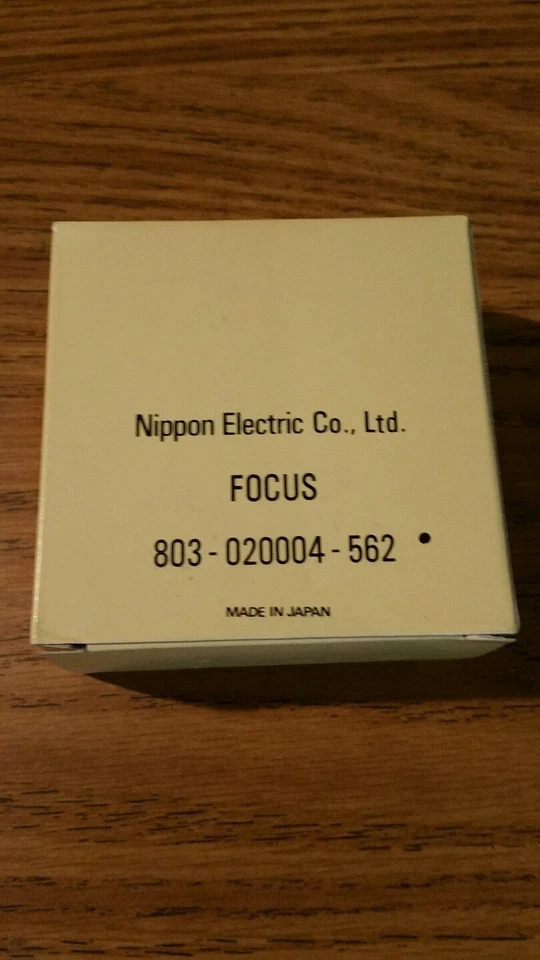 Nippon Electric Co., Ltd.
FOCUS
803-020004-562
MADE IN JAPAN